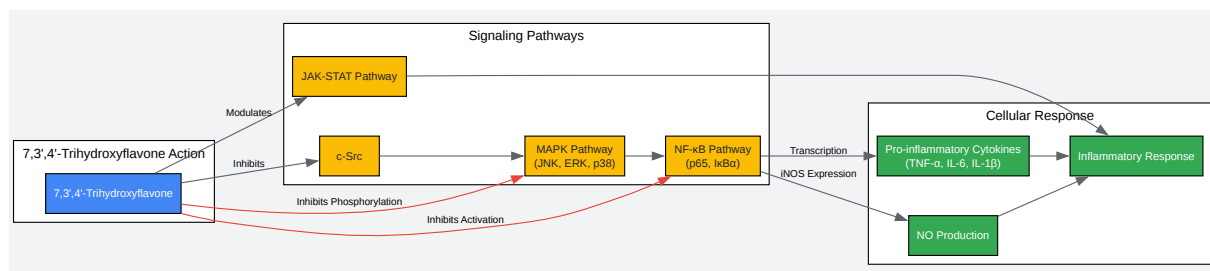 Signaling Pathways
JAK-STAT Pathway
Modulates
Cellular Response
7,3',4'-Trihydroxyflavone Action
c-Src
MAPK Pathway
(JNK, ERK, p38)
NF-κB Pathway
(p65, IκBα)
Transcription
Pro-inflammatory Cytokines
(TNF-α, IL-6, IL-1β)
Inflammatory Response
Inhibits
iNOS Expression
7,3',4'-Trihydroxyflavone
Inhibits Phosphorylation
Inhibits Activation
NO Production